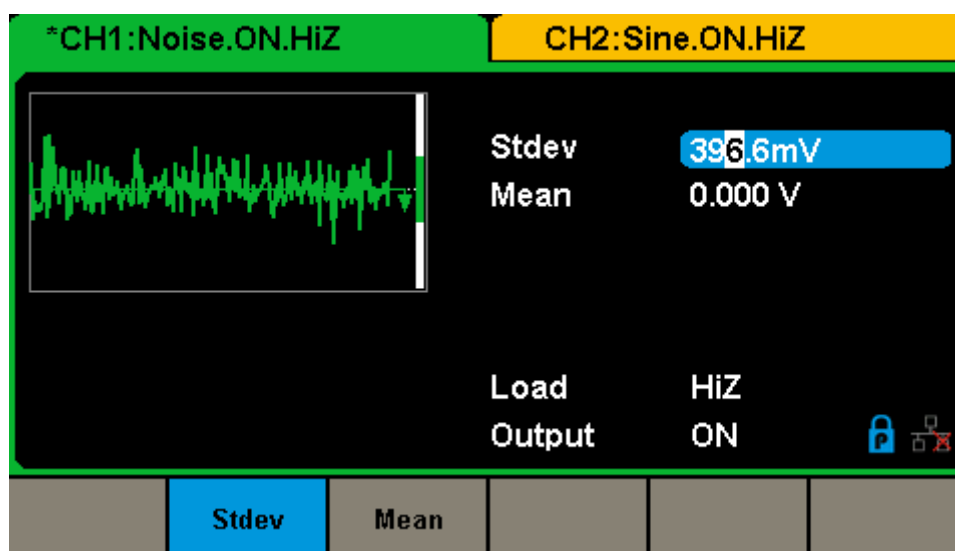 *CH1:Noise.ON.HiZ CH2:Sine.ON.HiZ
Stdev 396.6mV
Mean 0.000 V
Load HiZ
Output ON P
Stdev Mean